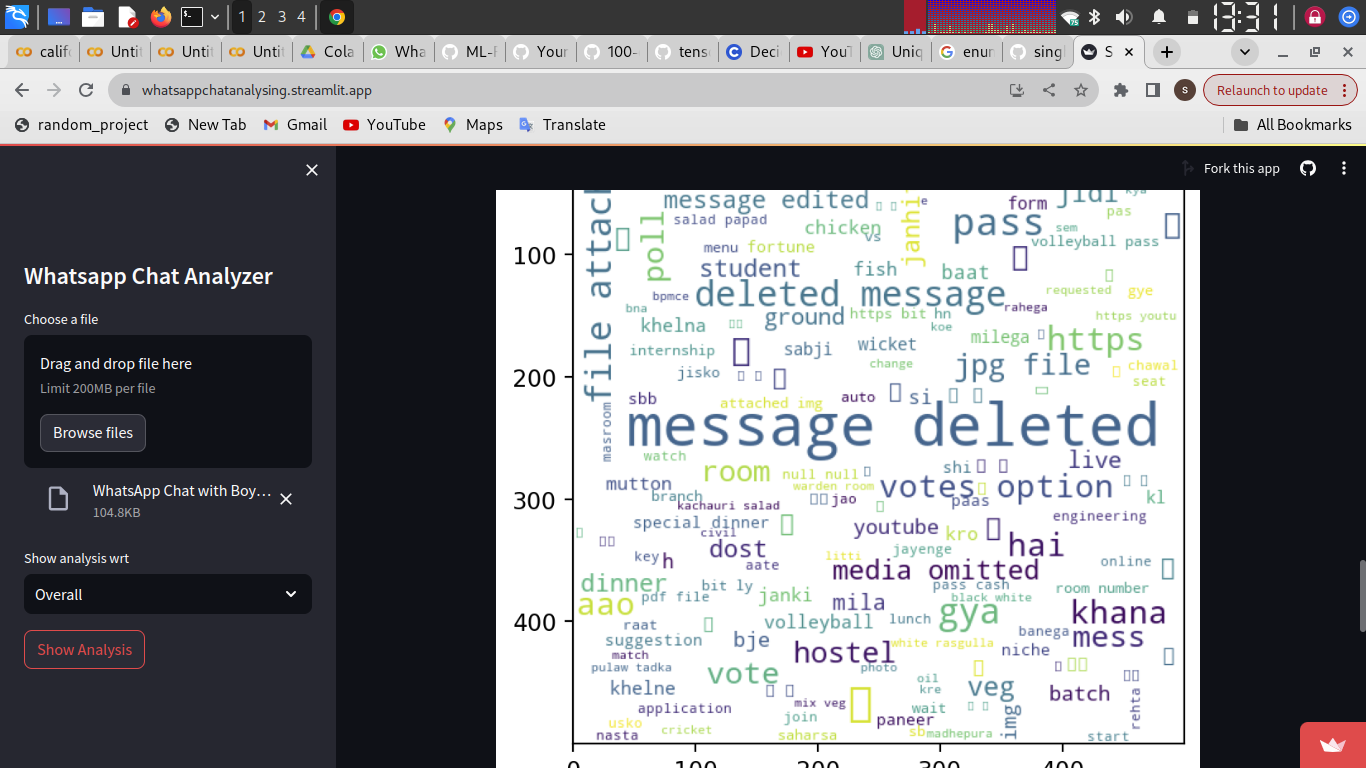 1 2 3 4
13:31
calif
Untit
Untit
Untit
Cola
Wha
ML-F
Your
100-
tens
Deci
YouT
Uniq
enur
sing
S
whatsappchatanalysing.streamlit.app
S
Relaunch to update
random_project
New Tab
Gmail
YouTube
Maps
Translate
All Bookmarks
Fork this app
Whatsapp Chat Analyzer
Choose a file
Drag and drop file here
Limit 200MB per file
Browse files
WhatsApp Chat with Boy…
104.8KB
Show analysis wrt
Overall
Show Analysis
message edited
form
jldi
kya
salad papad
pas
poll
chicken
janhi
pass
sem
vs
volleyball pass
100
menu
fortune
student
fish
baat
file attach
bpmce
deleted message
requested
gye
bna
rahega
ground
https bit
hn
https youtu
khelna
koe
milega
https
internship
sabji
wicket
change
jpg file
chawal
200
jisko
seat
sbb
attached img
auto
si
masroom
message deleted
watch
room
null null
shi
live
mutton
warden room
votes option
300
branch
jao
paas
kl
kachauri salad
special dinner
youtube
kro
engineering
civil
hai
key
h
dost
litti
jayenge
online
aate
media omitted
dinner
bit ly
pass cash
room number
aao
pdf file
janki
mila
black white
gya
khana
400
raat
volleyball
lunch
banega
suggestion
bje
white rasgulla
niche
mess
match
hostel
pulaw tadka
vote
photo
khelne
oil
veg
kre
batch
application
mix veg
wait
img
rehta
usko
join
paneer
nasta
cricket
saharsa
sb
madhepura
start
0
100
200
300
400